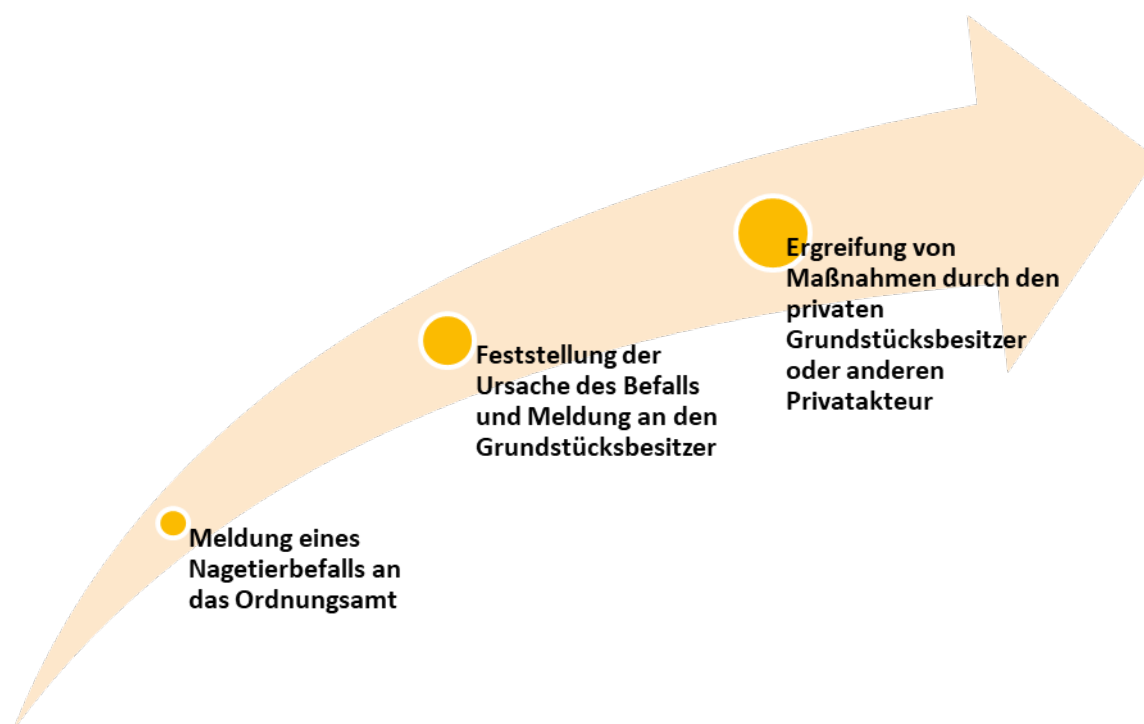 Meldung eines
Nagetierbefalls an
das Ordnungsamt
Feststellung der
Ursache des Befalls
und Meldung an den
Grundstücksbesitzer
Ergreifung von
Maßnahmen durch den
privaten
Grundstücksbesitzer
oder anderen
Privatakteur